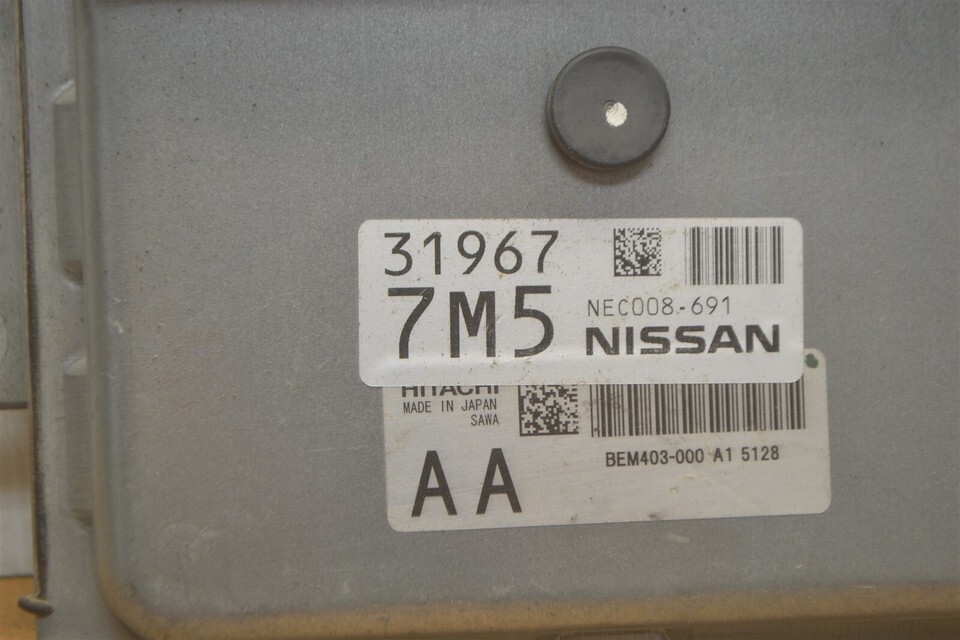 31967
7M5
NEC008-691
NISSAN
HITACHI
MADE IN JAPAN
SAWA
AA
BEM403-000 A1 5128